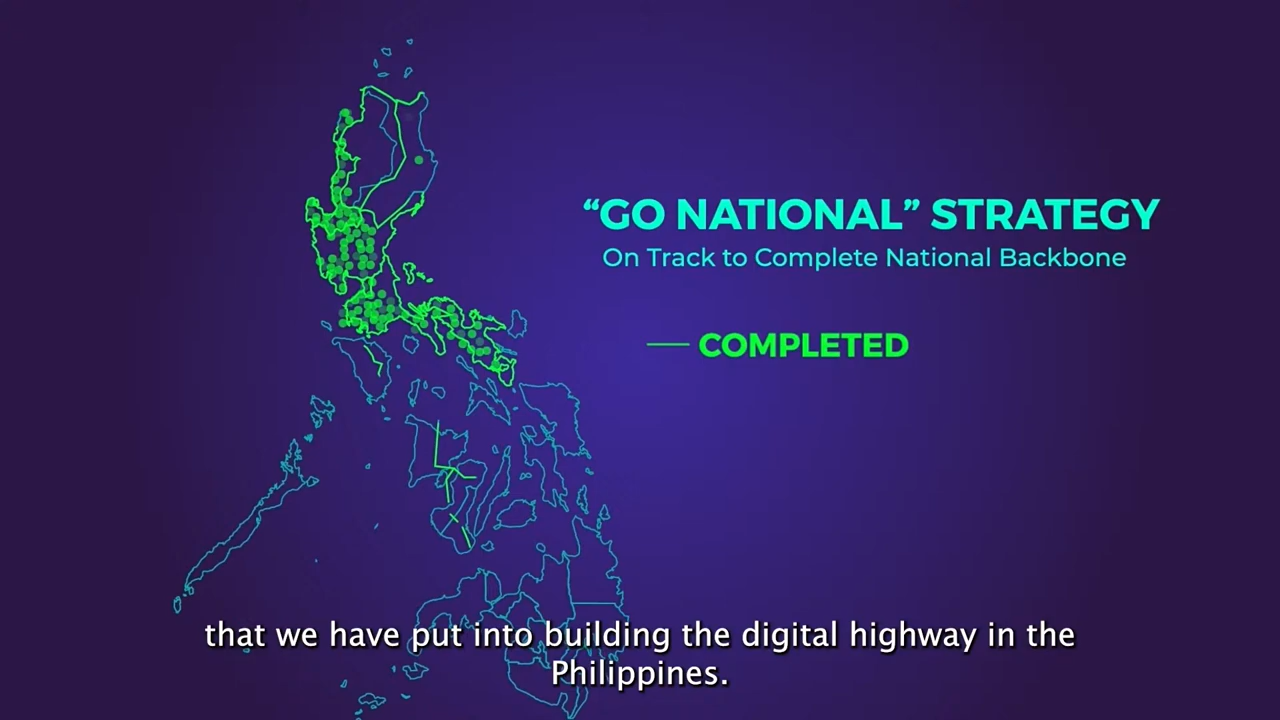 “GO NATIONAL” STRATEGY
On Track to Complete National Backbone
COMPLETED
that we have put into building the digital highway in the
Philippines.